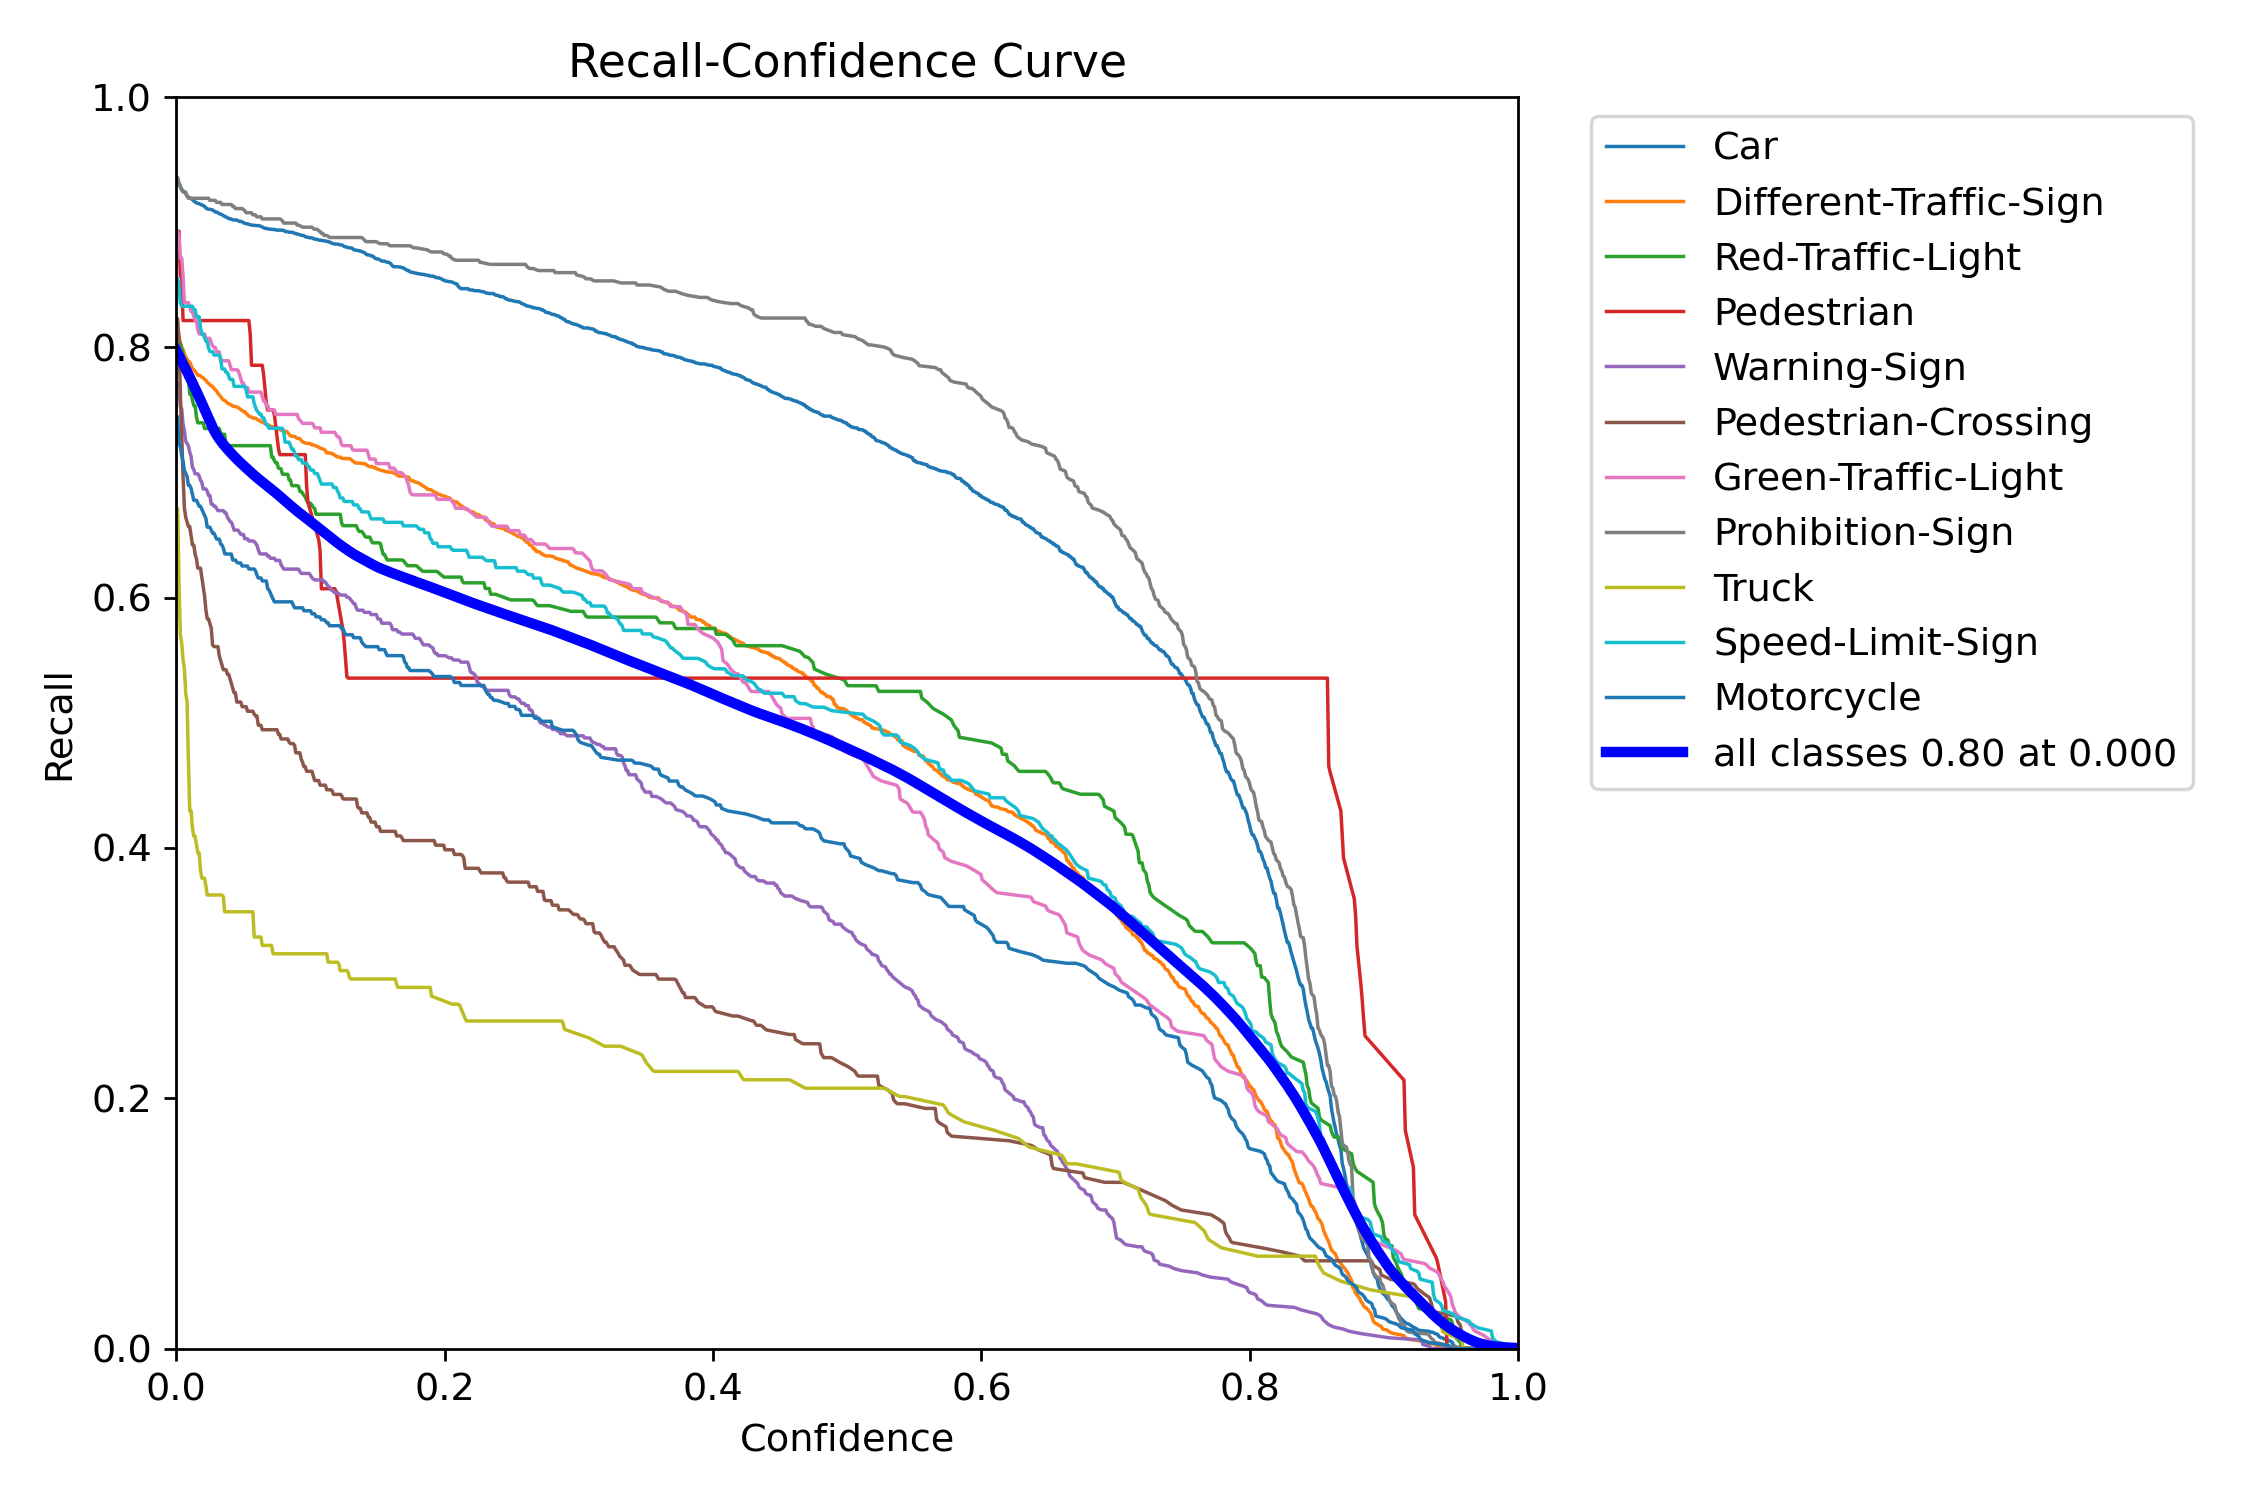 Recall-Confidence Curve
1.0
0.8
0.6
0.4
0.2
0.0
Recall
0.0 0.2 0.4 0.6 0.8 1.0
Confidence
Car
Different-Traffic-Sign
Red-Traffic-Light
Pedestrian
Warning-Sign
Pedestrian-Crossing
Green-Traffic-Light
Prohibition-Sign
Truck
Speed-Limit-Sign
Motorcycle
all classes 0.80 at 0.000